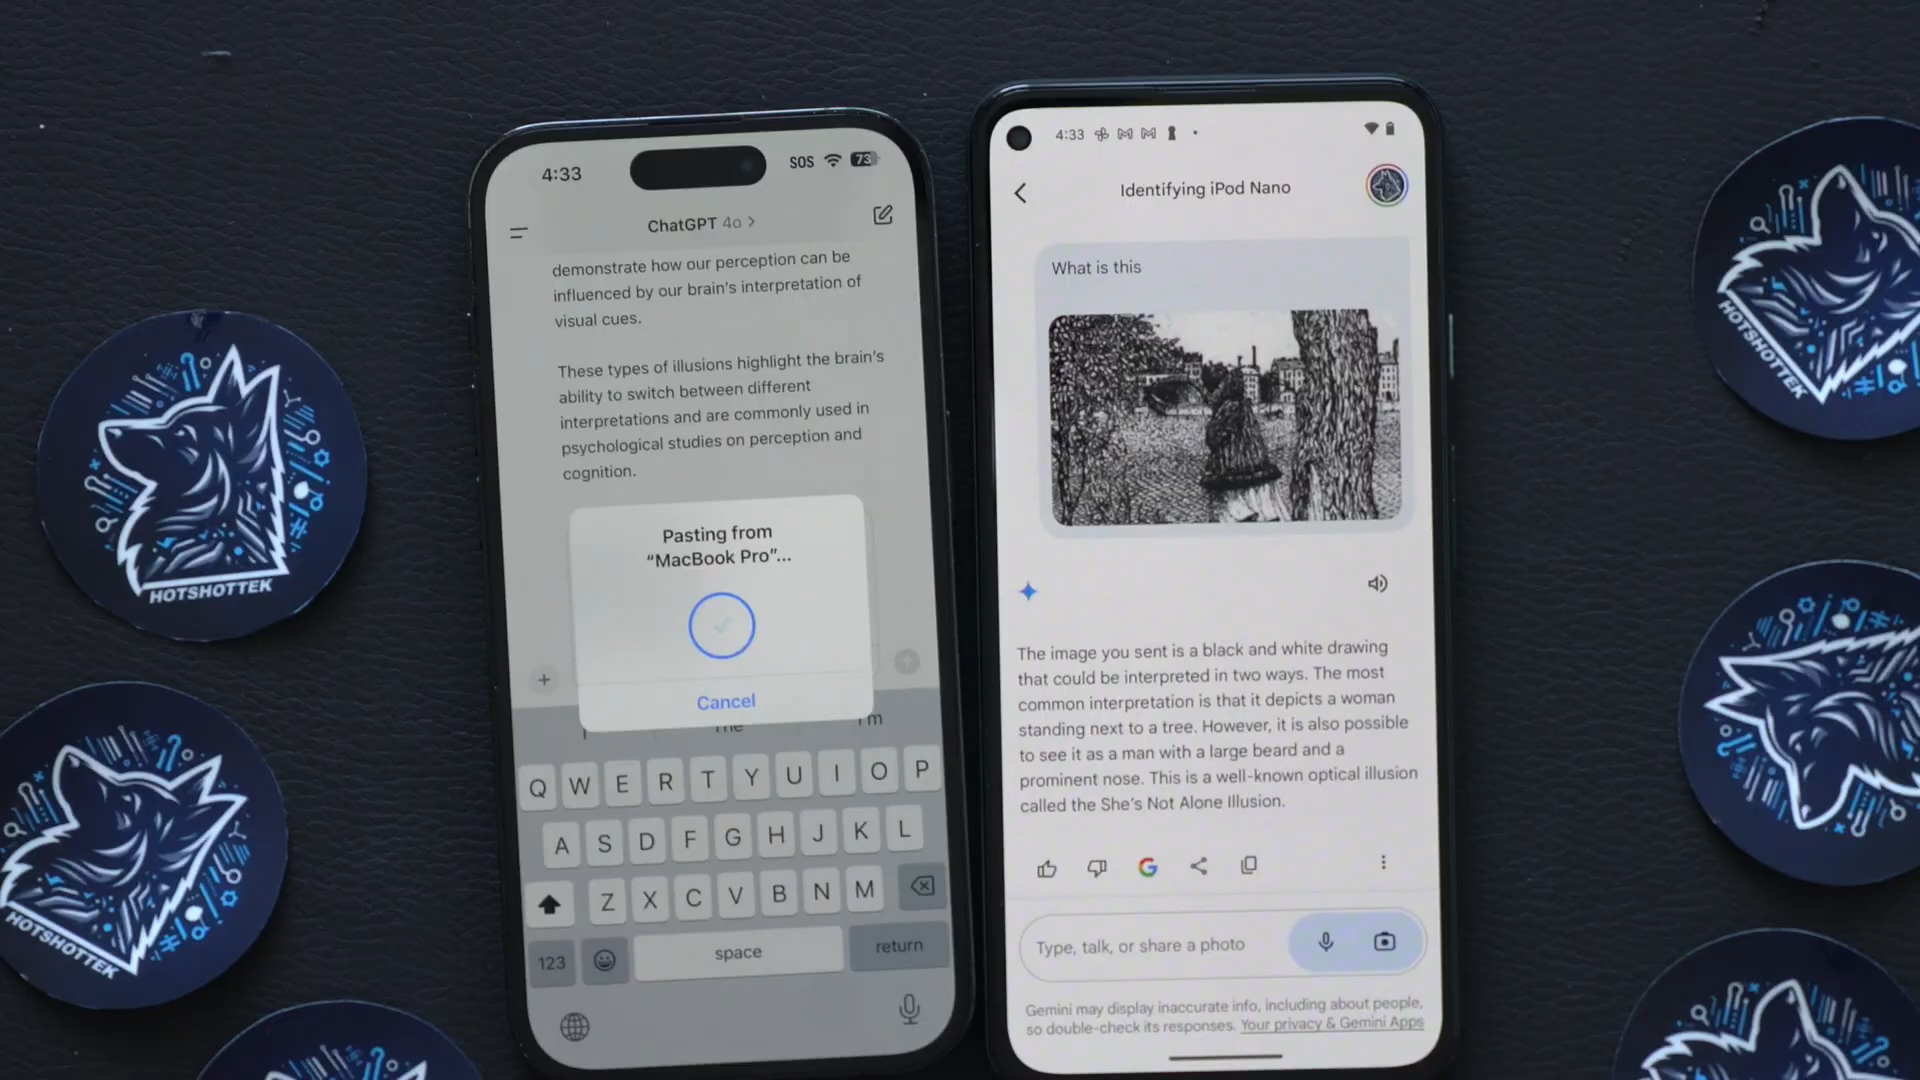 4:33
SOS
73
ChatGPT 4o >
demonstrate how our perception can be
influenced by our brain's interpretation of
visual cues.
These types of illusions highlight the brain's
ability to switch between different
interpretations and are commonly used in
psychological studies on perception and
cognition.
Pasting from
“MacBook Pro”...
Cancel
I'm
Q W E R T Y U I O P
A S D F G H J K L
Z X C V B N M
123
space
return
4:33
Identifying iPod Nano
What is this
The image you sent is a black and white drawing
that could be interpreted in two ways. The most
common interpretation is that it depicts a woman
standing next to a tree. However, it is also possible
to see it as a man with a large beard and a
prominent nose. This is a well-known optical illusion
called the She's Not Alone Illusion.
Type, talk, or share a photo
Gemini may display inaccurate info, including about people,
so double-check its responses. Your privacy & Gemini Apps
HOTSHOTTEK
HOTSHOTTEK
HOTSHOTTEK